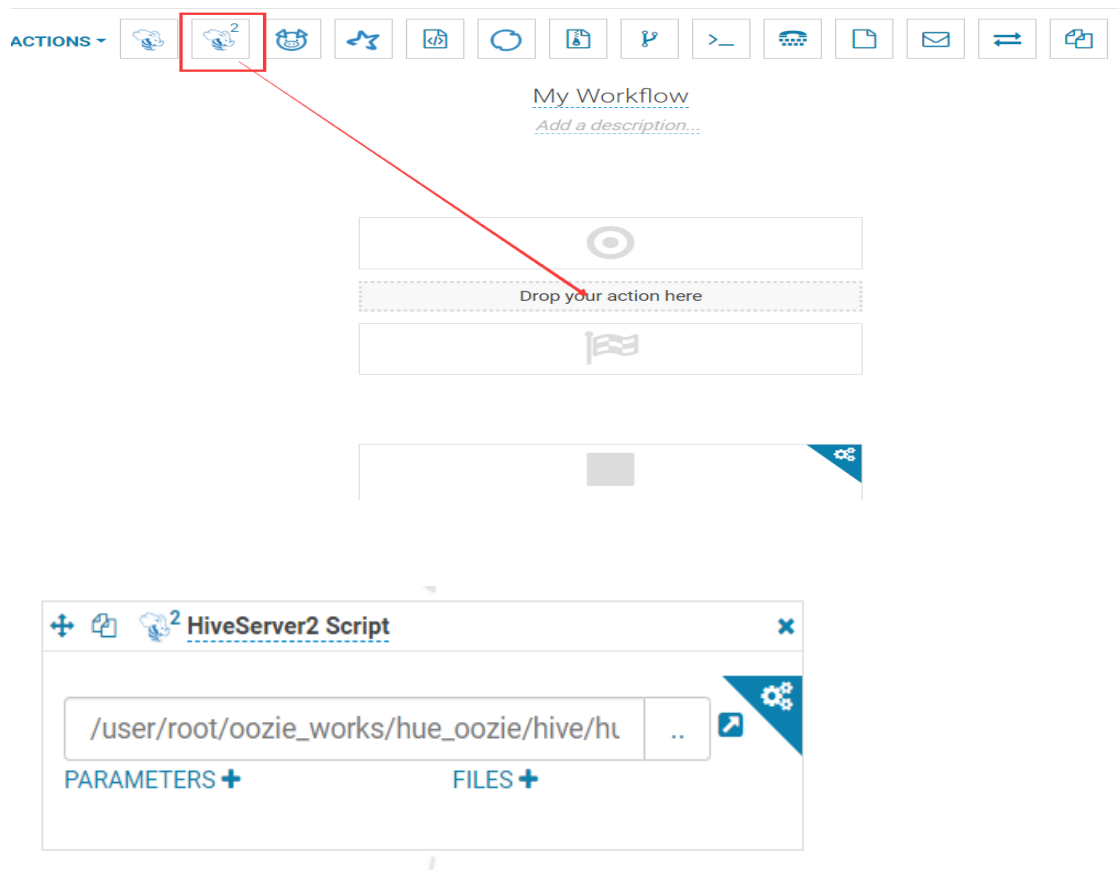 ACTIONS
2
My Workflow
Add a description...
Drop your action here
2 HiveServer2 Script
/user/root/oozie_works/hue_oozie/hive/hu
..
PARAMETERS
FILES